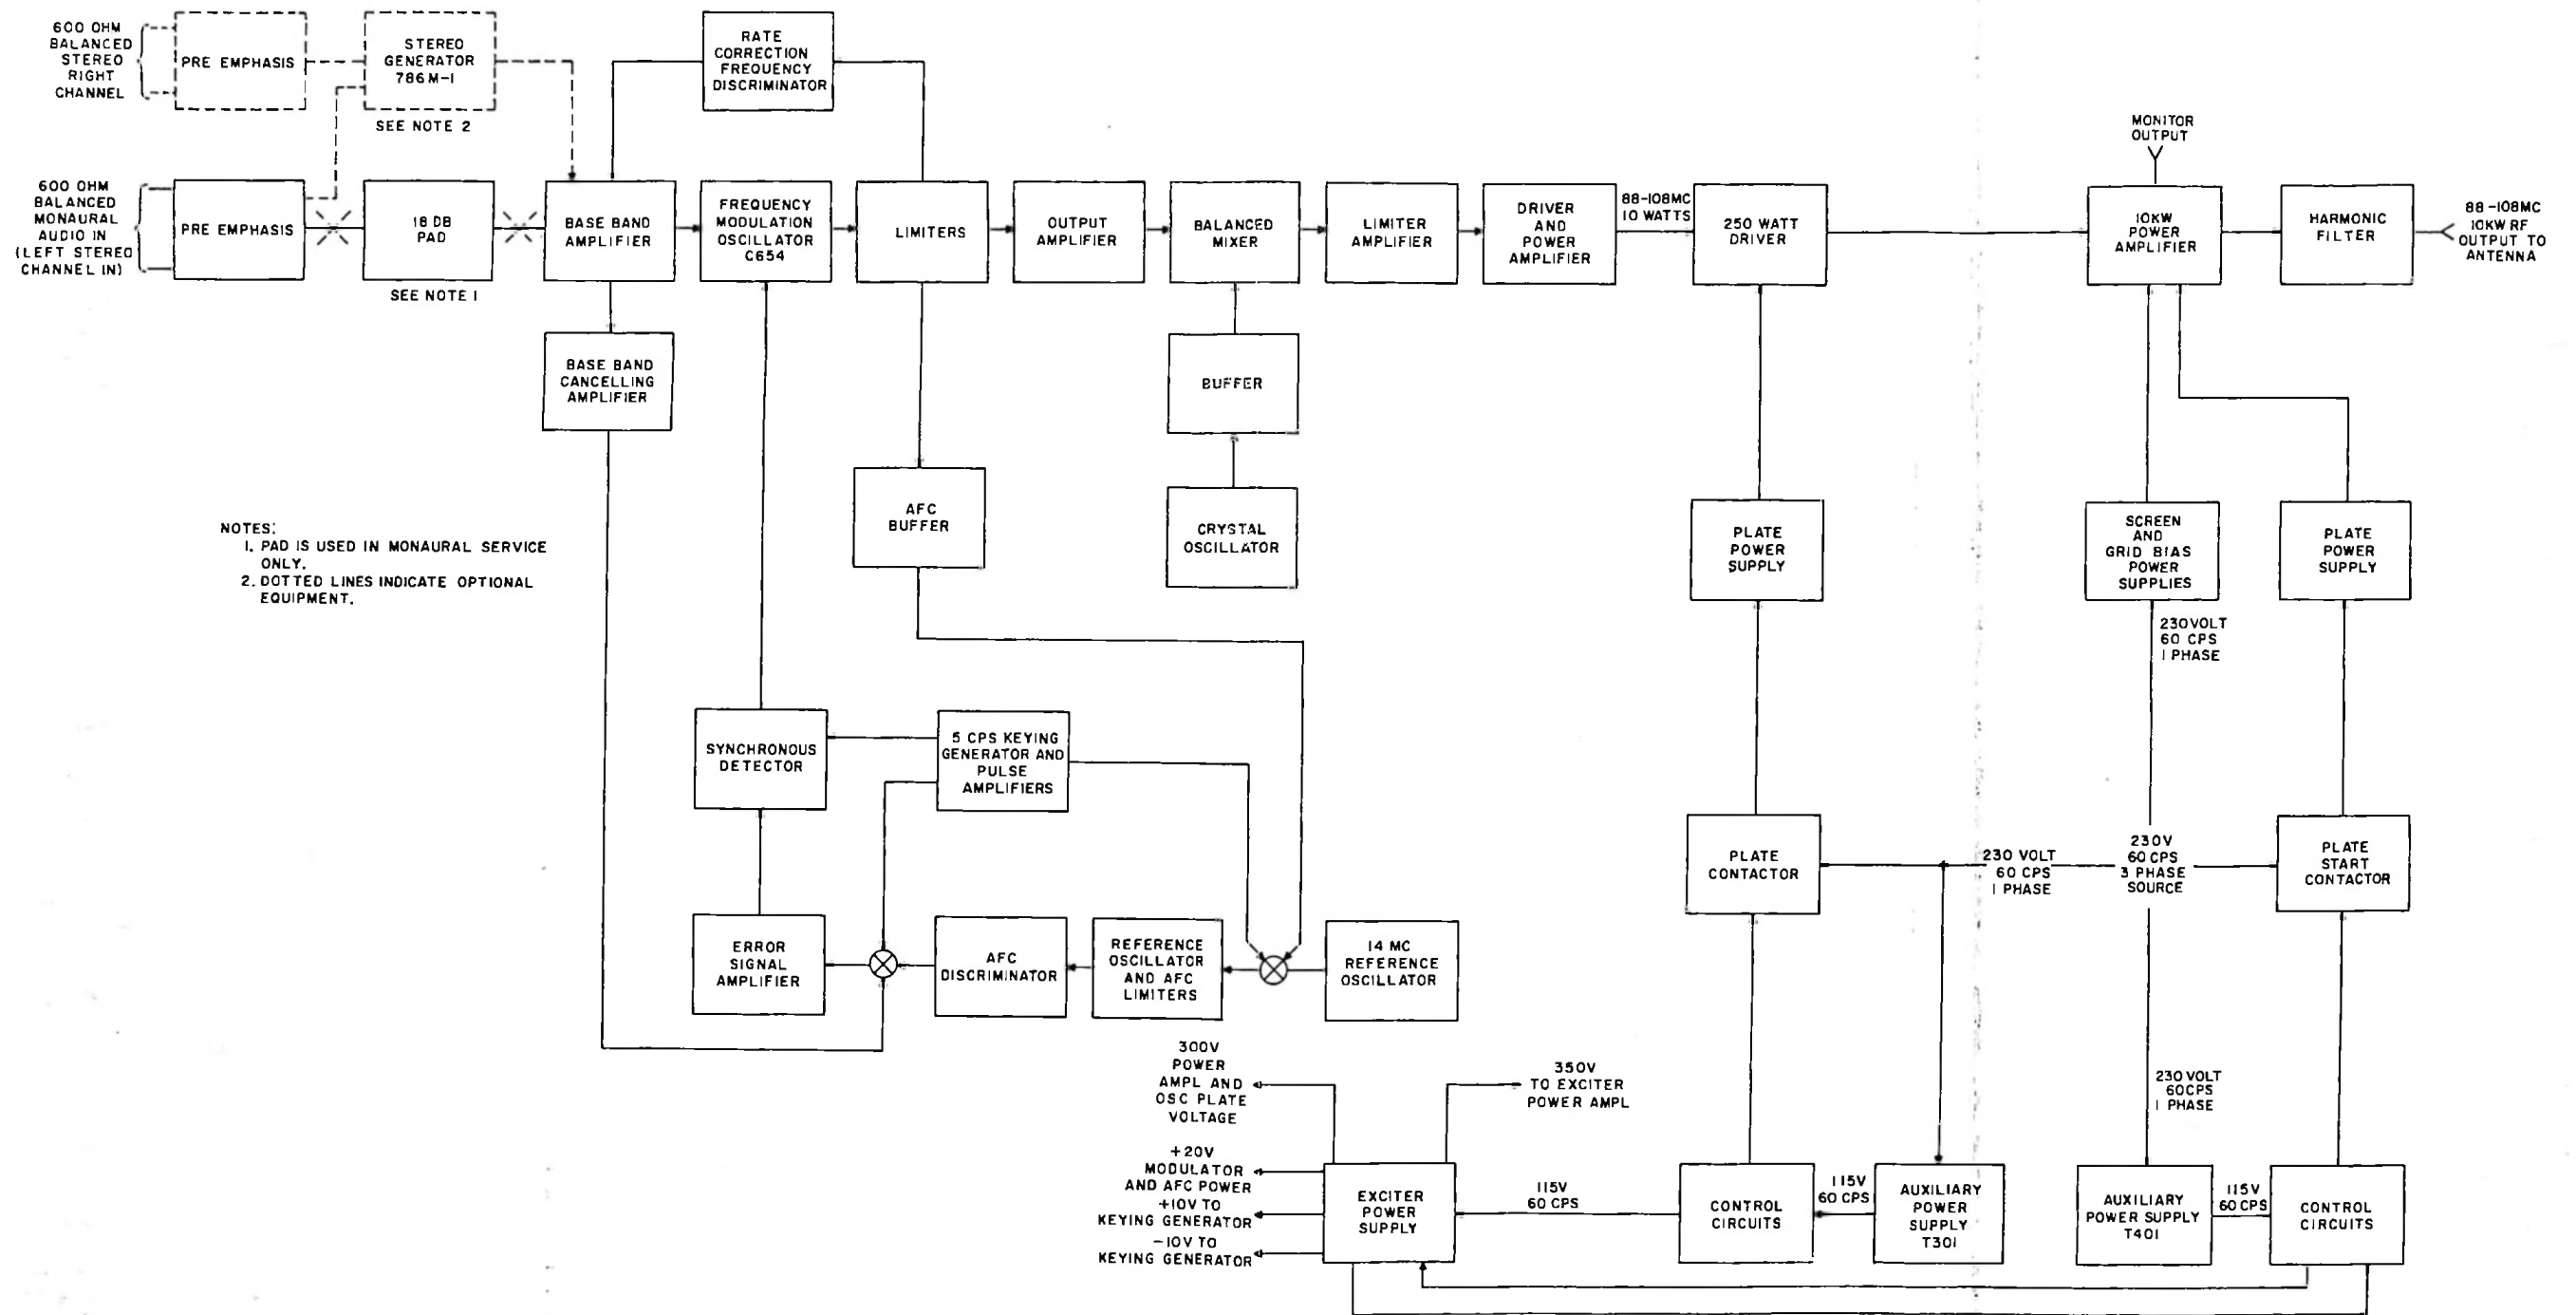 600 OHM
BALANCED
STEREO
RIGHT
CHANNEL
PRE EMPHASIS
STEREO
GENERATOR
786M-1
SEE NOTE 2
RATE
CORRECTION
FREQUENCY
DISCRIMINATOR
600 OHM
BALANCED
MONAURAL
AUDIO IN
(LEFT STEREO
CHANNEL IN)
PRE EMPHASIS
18 DB
PAD
SEE NOTE 1
BASE BAND
AMPLIFIER
FREQUENCY
MODULATION
OSCILLATOR
C654
LIMITERS
OUTPUT
AMPLIFIER
BALANCED
MIXER
LIMITER
AMPLIFIER
DRIVER
AND
POWER
AMPLIFIER
88-108MC
10 WATTS
250 WATT
DRIVER
MONITOR
OUTPUT
10KW
POWER
AMPLIFIER
HARMONIC
FILTER
88-108MC
10KW RF
OUTPUT TO
ANTENNA
BASE BAND
CANCELLING
AMPLIFIER
BUFFER
AFC
BUFFER
CRYSTAL
OSCILLATOR
PLATE
POWER
SUPPLY
SCREEN
AND
GRID BIAS
POWER
SUPPLIES
PLATE
POWER
SUPPLY
NOTES:
1. PAD IS USED IN MONAURAL SERVICE
ONLY.
2. DOTTED LINES INDICATE OPTIONAL
EQUIPMENT.
230VOLT
60 CPS
1 PHASE
SYNCHRONOUS
DETECTOR
5 CPS KEYING
GENERATOR AND
PULSE
AMPLIFIERS
PLATE
CONTACTOR
230 VOLT
60 CPS
1 PHASE
230V
60 CPS
3 PHASE
SOURCE
PLATE
START
CONTACTOR
ERROR
SIGNAL
AMPLIFIER
AFC
DISCRIMINATOR
REFERENCE
OSCILLATOR
AND AFC
LIMITERS
14 MC
REFERENCE
OSCILLATOR
300V
POWER
AMPL AND
OSC PLATE
VOLTAGE
350V
TO EXCITER
POWER AMPL
230 VOLT
60CPS
1 PHASE
+20V
MODULATOR
AND AFC POWER
+10V TO
KEYING GENERATOR
-10V TO
KEYING GENERATOR
EXCITER
POWER
SUPPLY
115V
60 CPS
CONTROL
CIRCUITS
115V
60 CPS
AUXILIARY
POWER
SUPPLY
T301
AUXILIARY
POWER SUPPLY
T401
115V
60 CPS
CONTROL
CIRCUITS